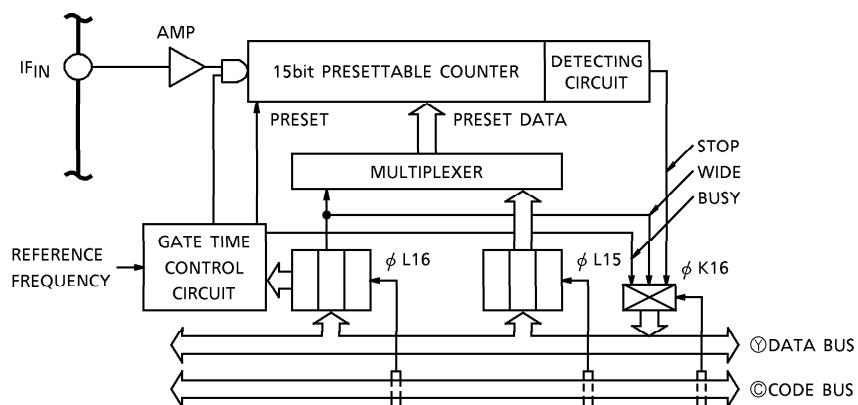 AMP
IFIN
15bit PRESETTABLE COUNTER
DETECTING
CIRCUIT
PRESET
PRESET DATA
STOP
MULTIPLEXER
WIDE
BUSY
REFERENCE
FREQUENCY
GATE TIME
CONTROL
CIRCUIT
φ L16
φ L15
φ K16
Ⓨ DATA BUS
Ⓒ CODE BUS